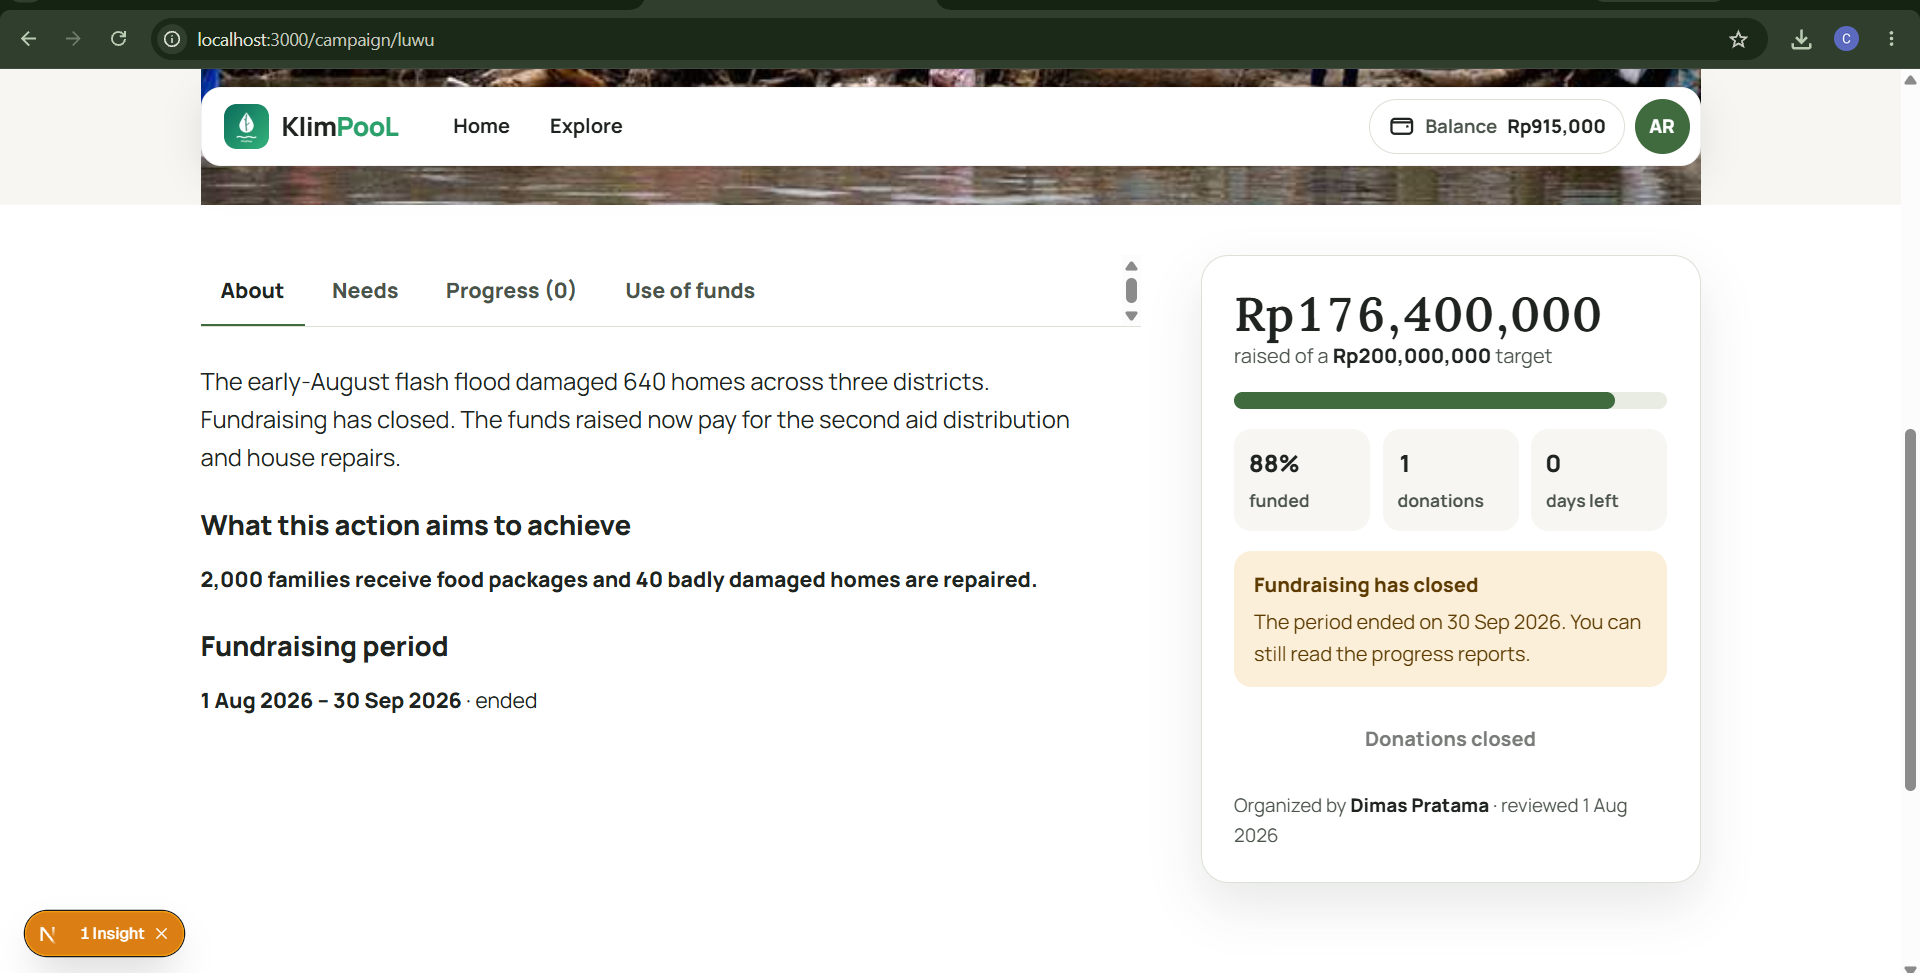 localhost:3000/campaign/luwu
C
KlimPooL
Home
Explore
Balance Rp915,000
AR
About
Needs
Progress (0)
Use of funds
The early-August flash flood damaged 640 homes across three districts.
Fundraising has closed. The funds raised now pay for the second aid distribution
and house repairs.
What this action aims to achieve
2,000 families receive food packages and 40 badly damaged homes are repaired.
Fundraising period
1 Aug 2026 – 30 Sep 2026 · ended
Rp176,400,000
raised of a Rp200,000,000 target
88%
funded
1
donations
0
days left
Fundraising has closed
The period ended on 30 Sep 2026. You can
still read the progress reports.
Donations closed
Organized by Dimas Pratama · reviewed 1 Aug
2026
N
1 Insight